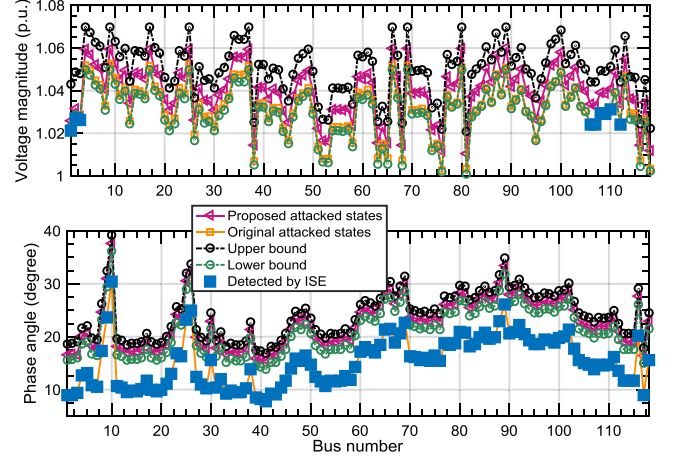 Voltage magnitude (p.u.)
1.08
1.06
1.04
1.02
1
10 20 30 40 50 60 70 80 90 100 110
Proposed attacked states
Original attacked states
Upper bound
Lower bound
Detected by ISE
Phase angle (degree)
40
30
20
10
10 20 30 40 50 60 70 80 90 100 110
Bus number